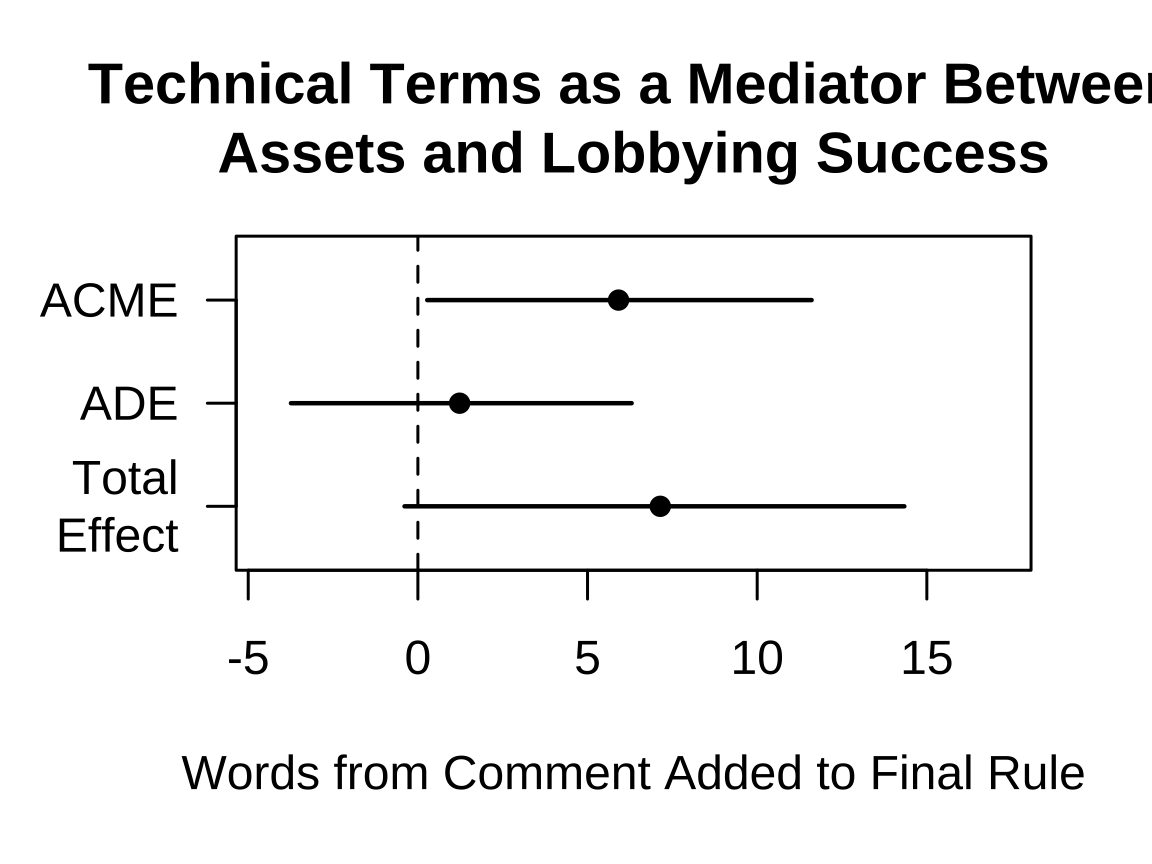 Technical Terms as a Mediator Between
Assets and Lobbying Success
ACME
ADE
Total
Effect
-5 0 5 10 15
Words from Comment Added to Final Rule